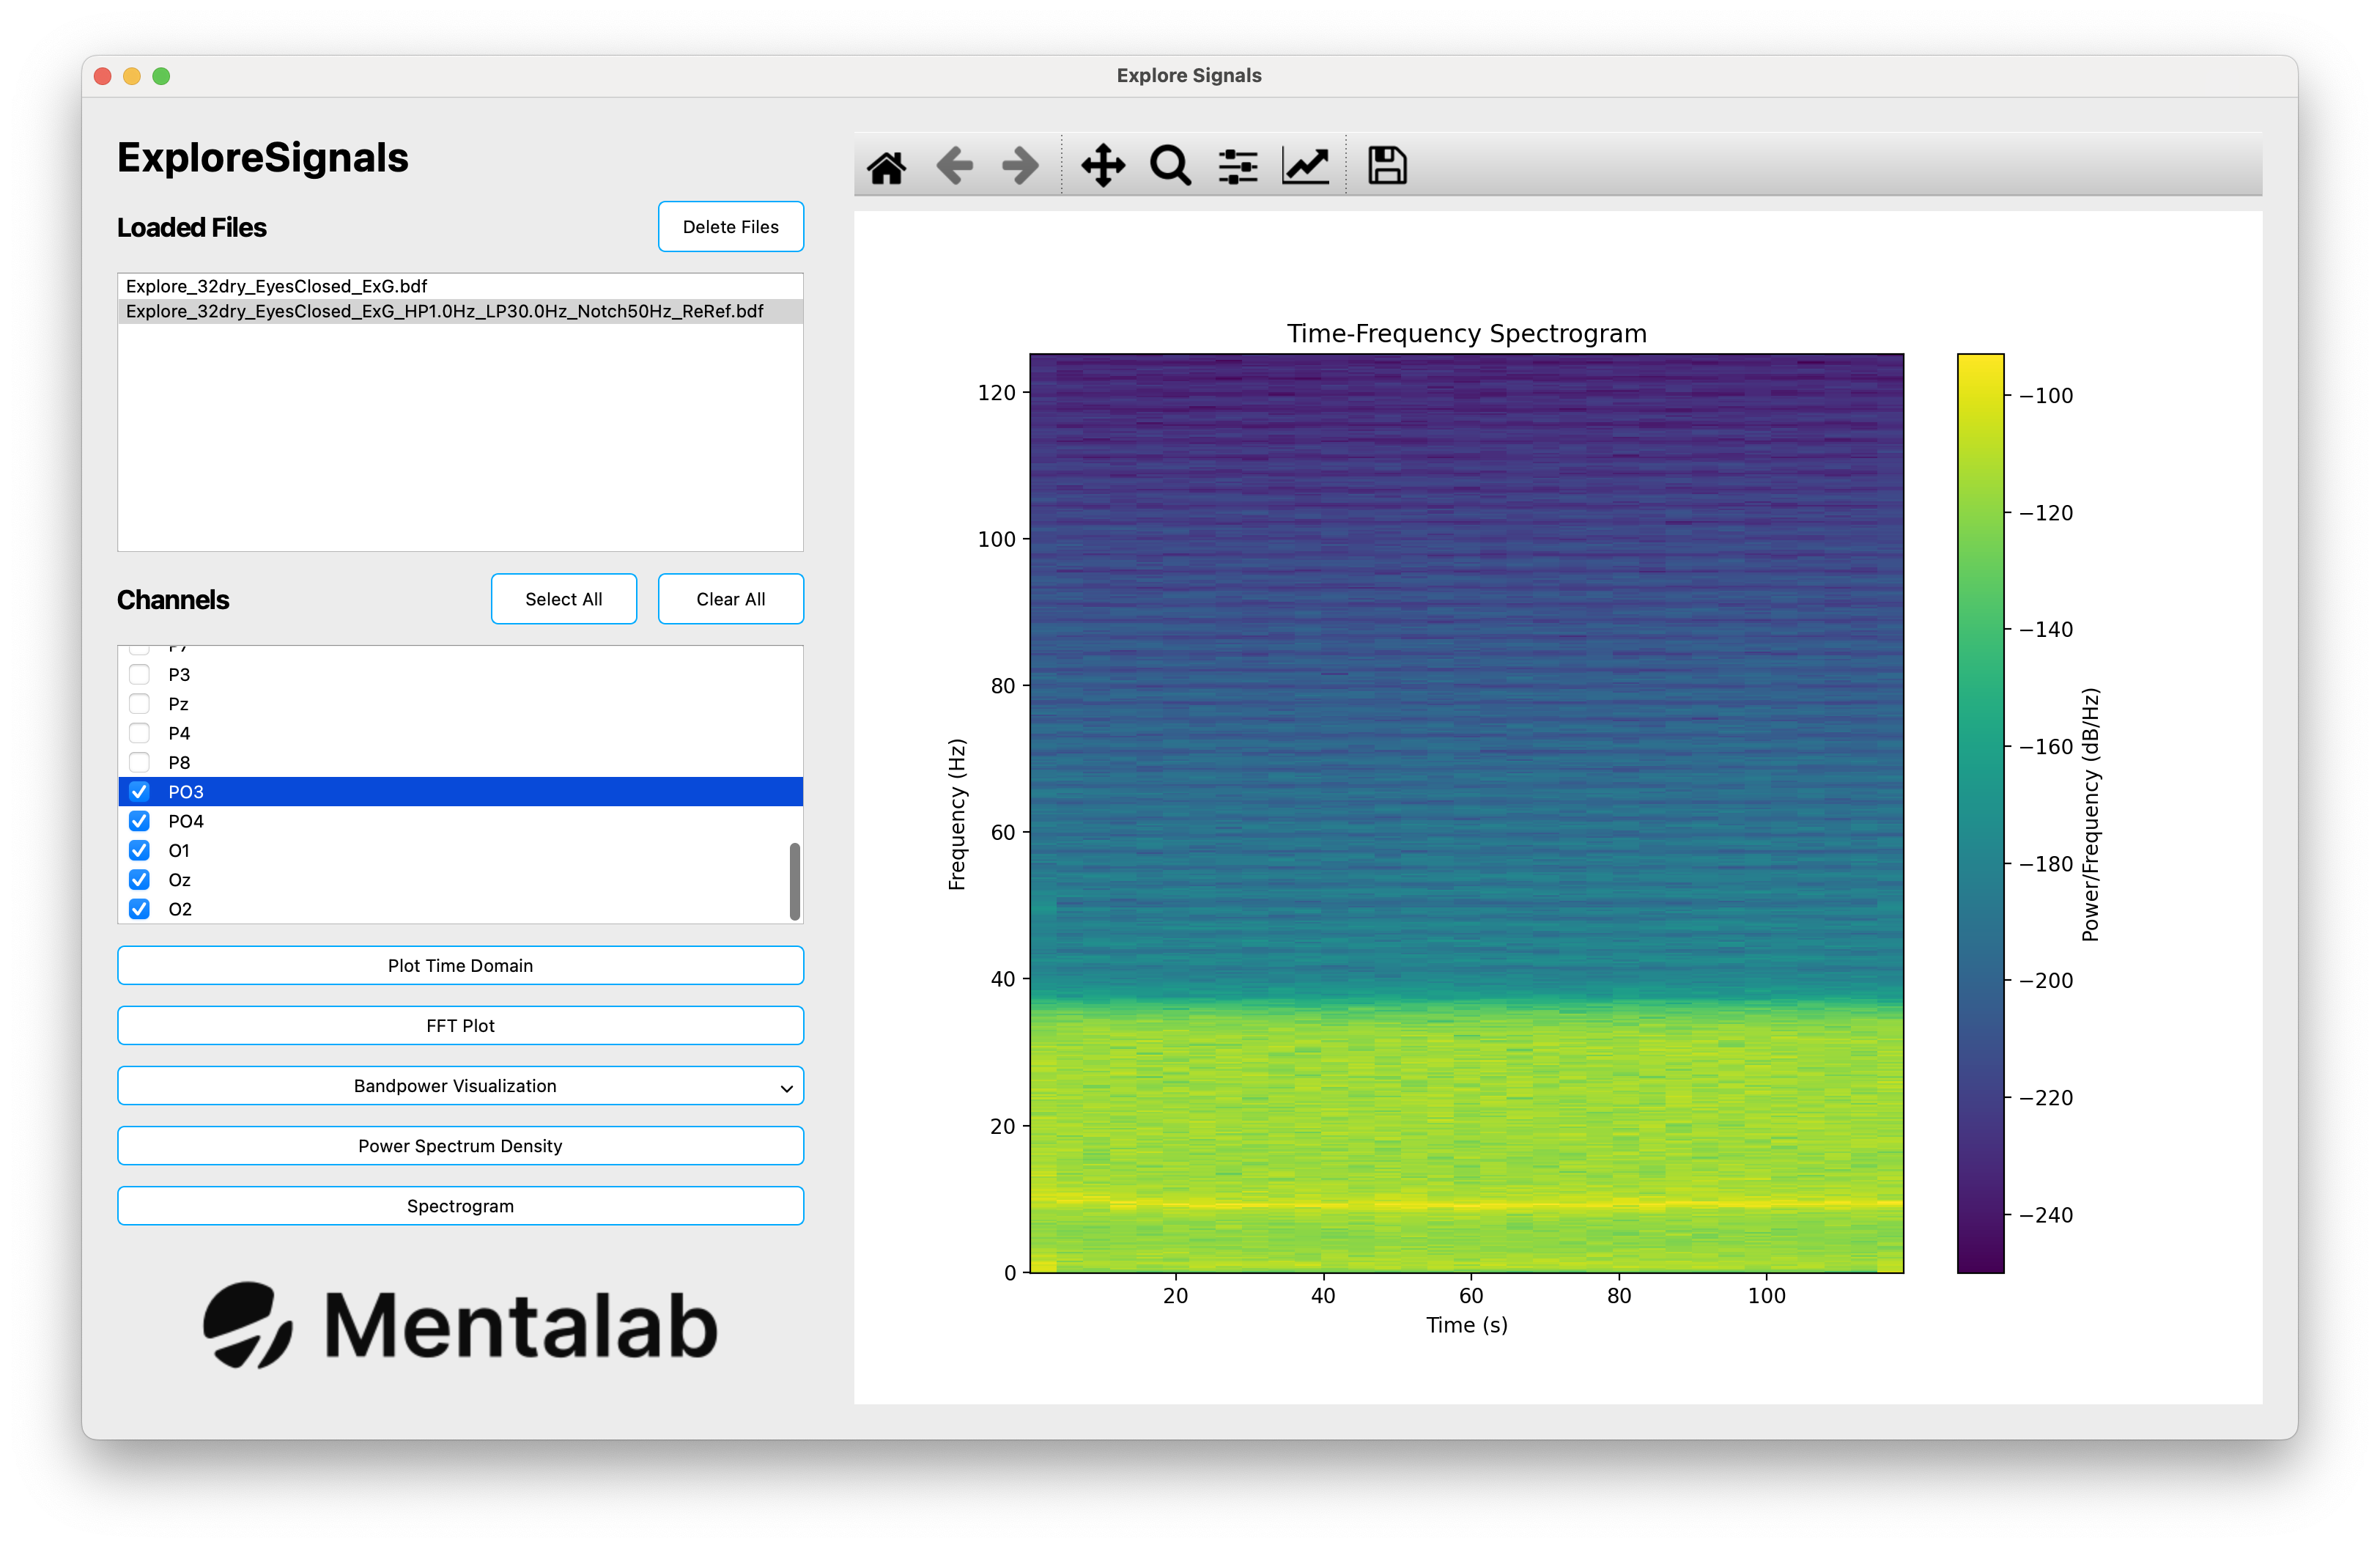 Explore Signals
ExploreSignals
Loaded Files
Delete Files
Explore_32dry_EyesClosed_ExG.bdf
Explore_32dry_EyesClosed_ExG_HP1.0Hz_LP30.0Hz_Notch50Hz_ReRef.bdf
Channels
Select All
Clear All
P7
P3
Pz
P4
P8
PO3
PO4
O1
Oz
O2
Plot Time Domain
FFT Plot
Bandpower Visualization
Power Spectrum Density
Spectrogram
Mentalab
Time-Frequency Spectrogram
Frequency (Hz)
120
100
80
60
40
20
0
20 40 60 80 100
Time (s)
−100
−120
−140
−160
−180
−200
−220
−240
Power/Frequency (dB/Hz)